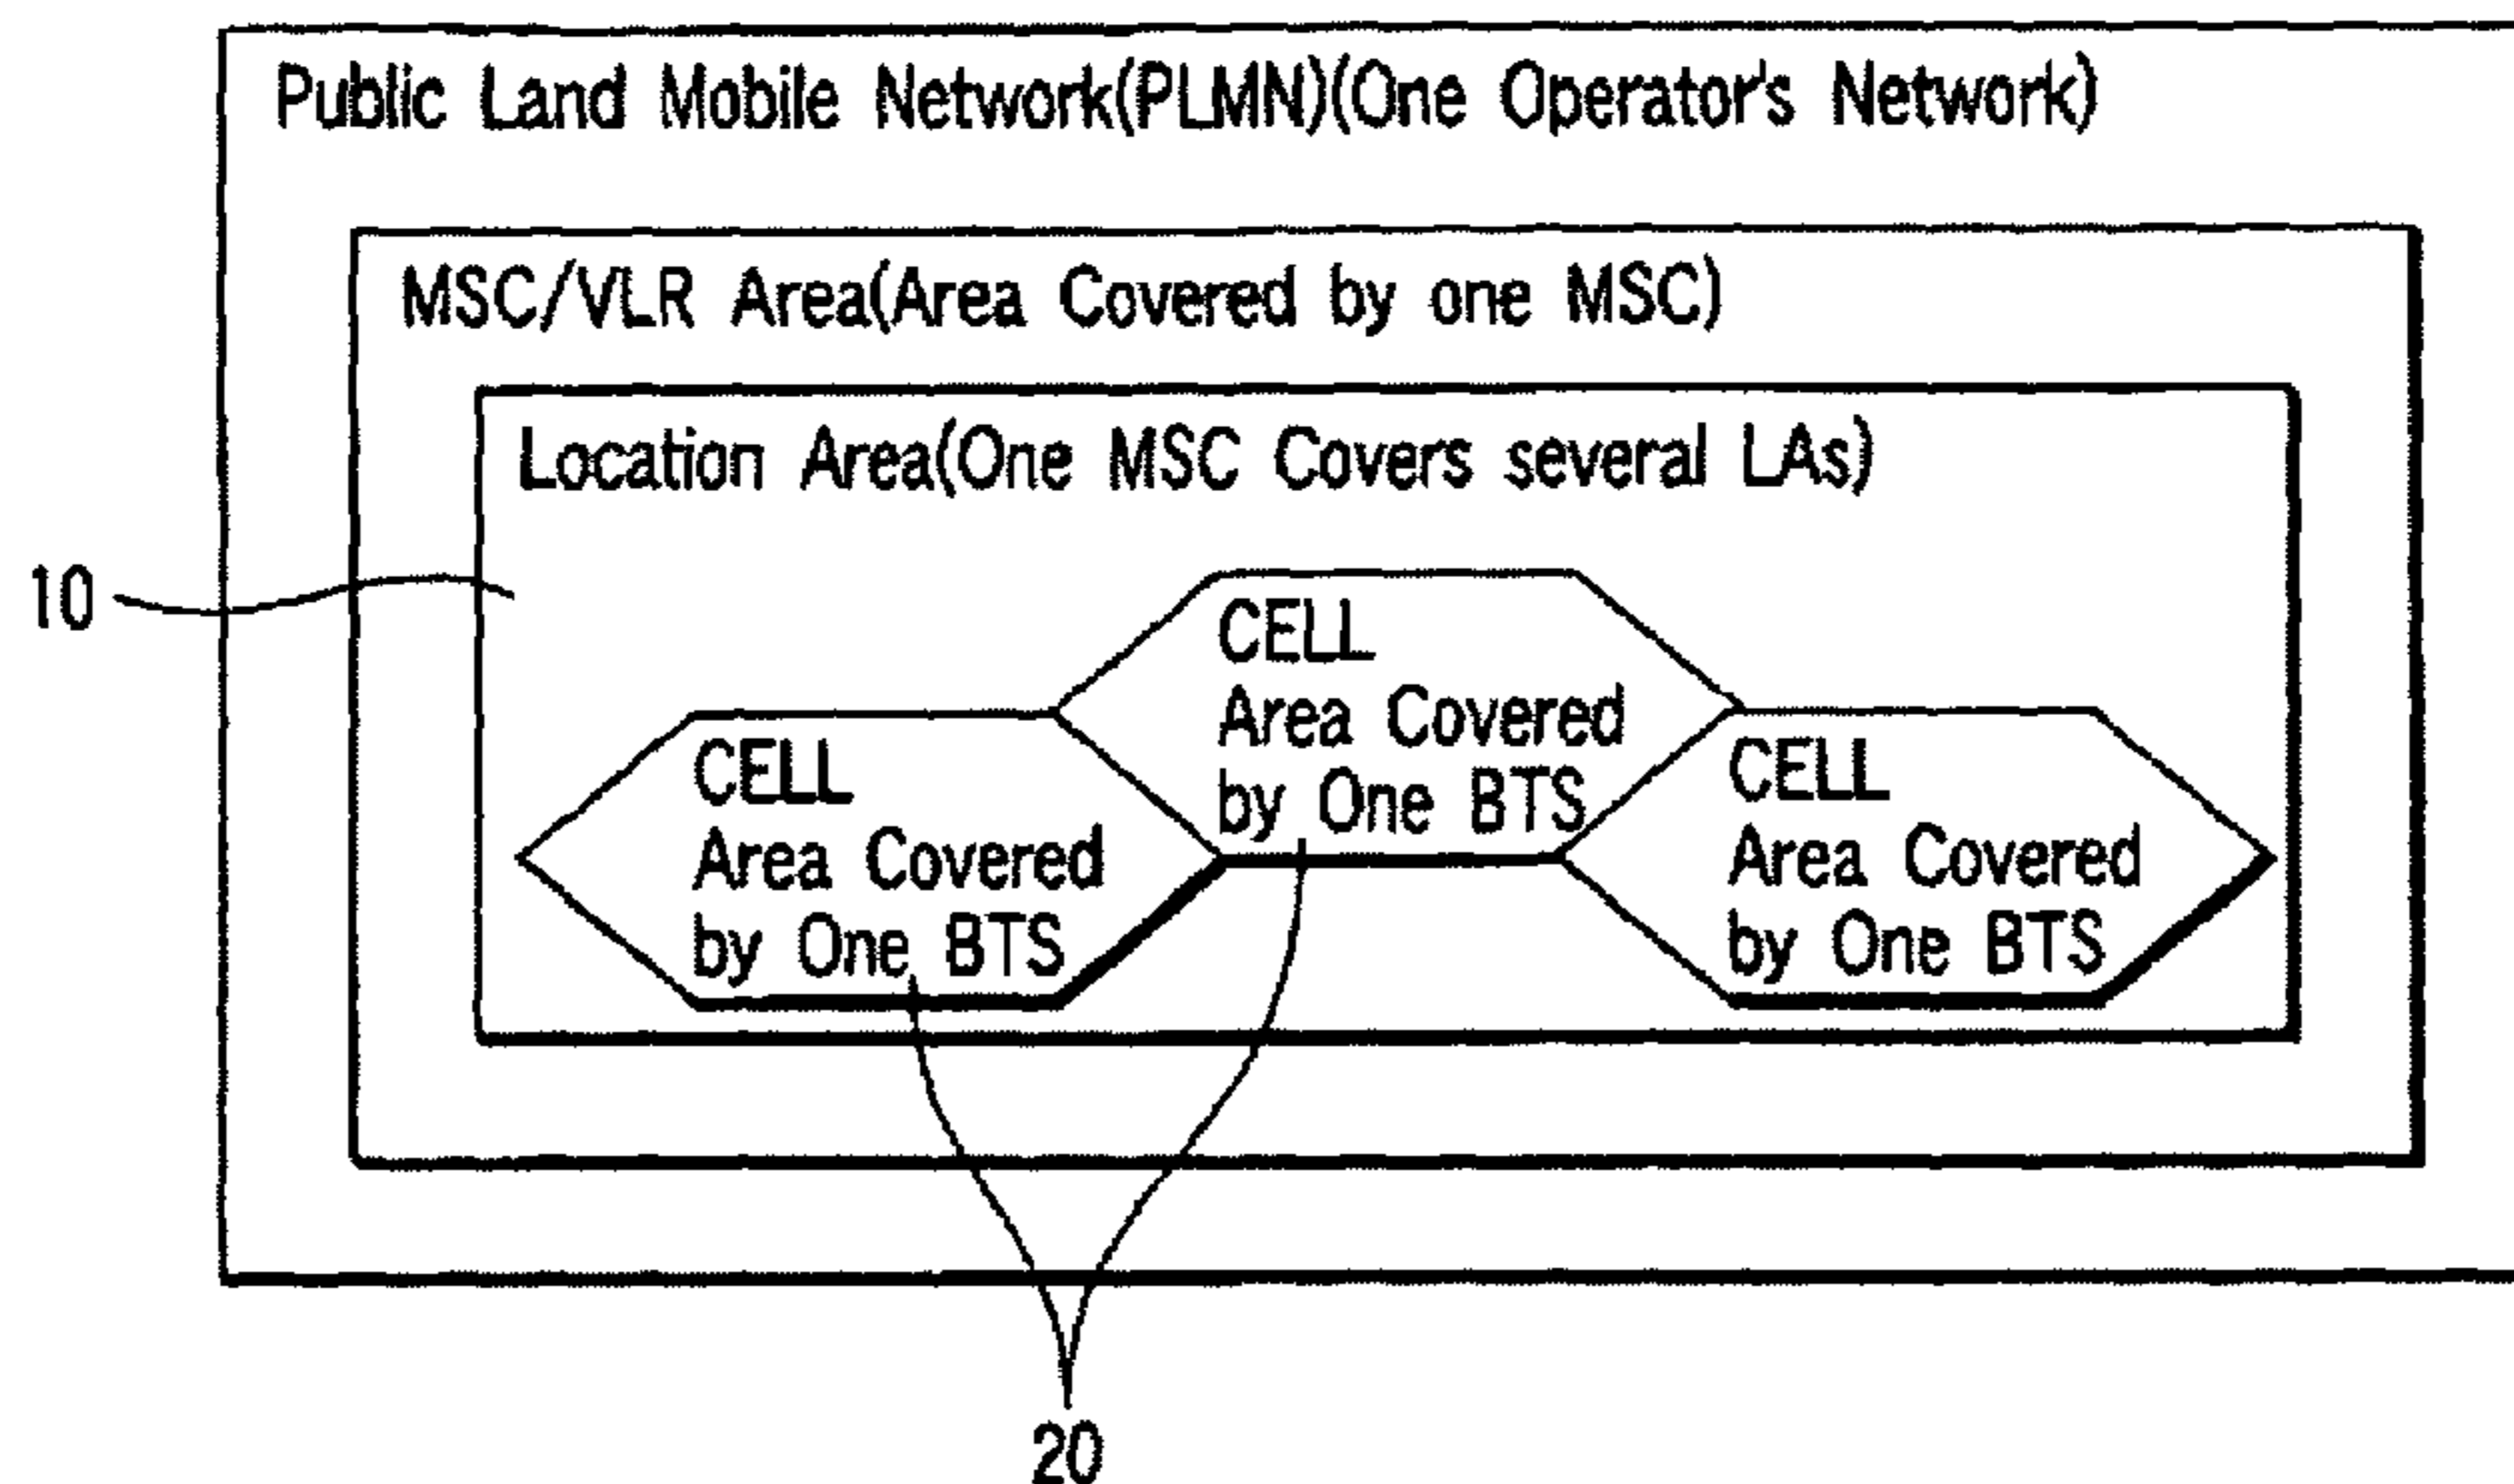 Public Land Mobile Network(PLMN)(One Operator's Network)
MSC/VLR Area(Area Covered by one MSC)
Location Area(One MSC Covers several LAs)
10
CELL
Area Covered
by One BTS
CELL
Area Covered
by One BTS
CELL
Area Covered
by One BTS
20